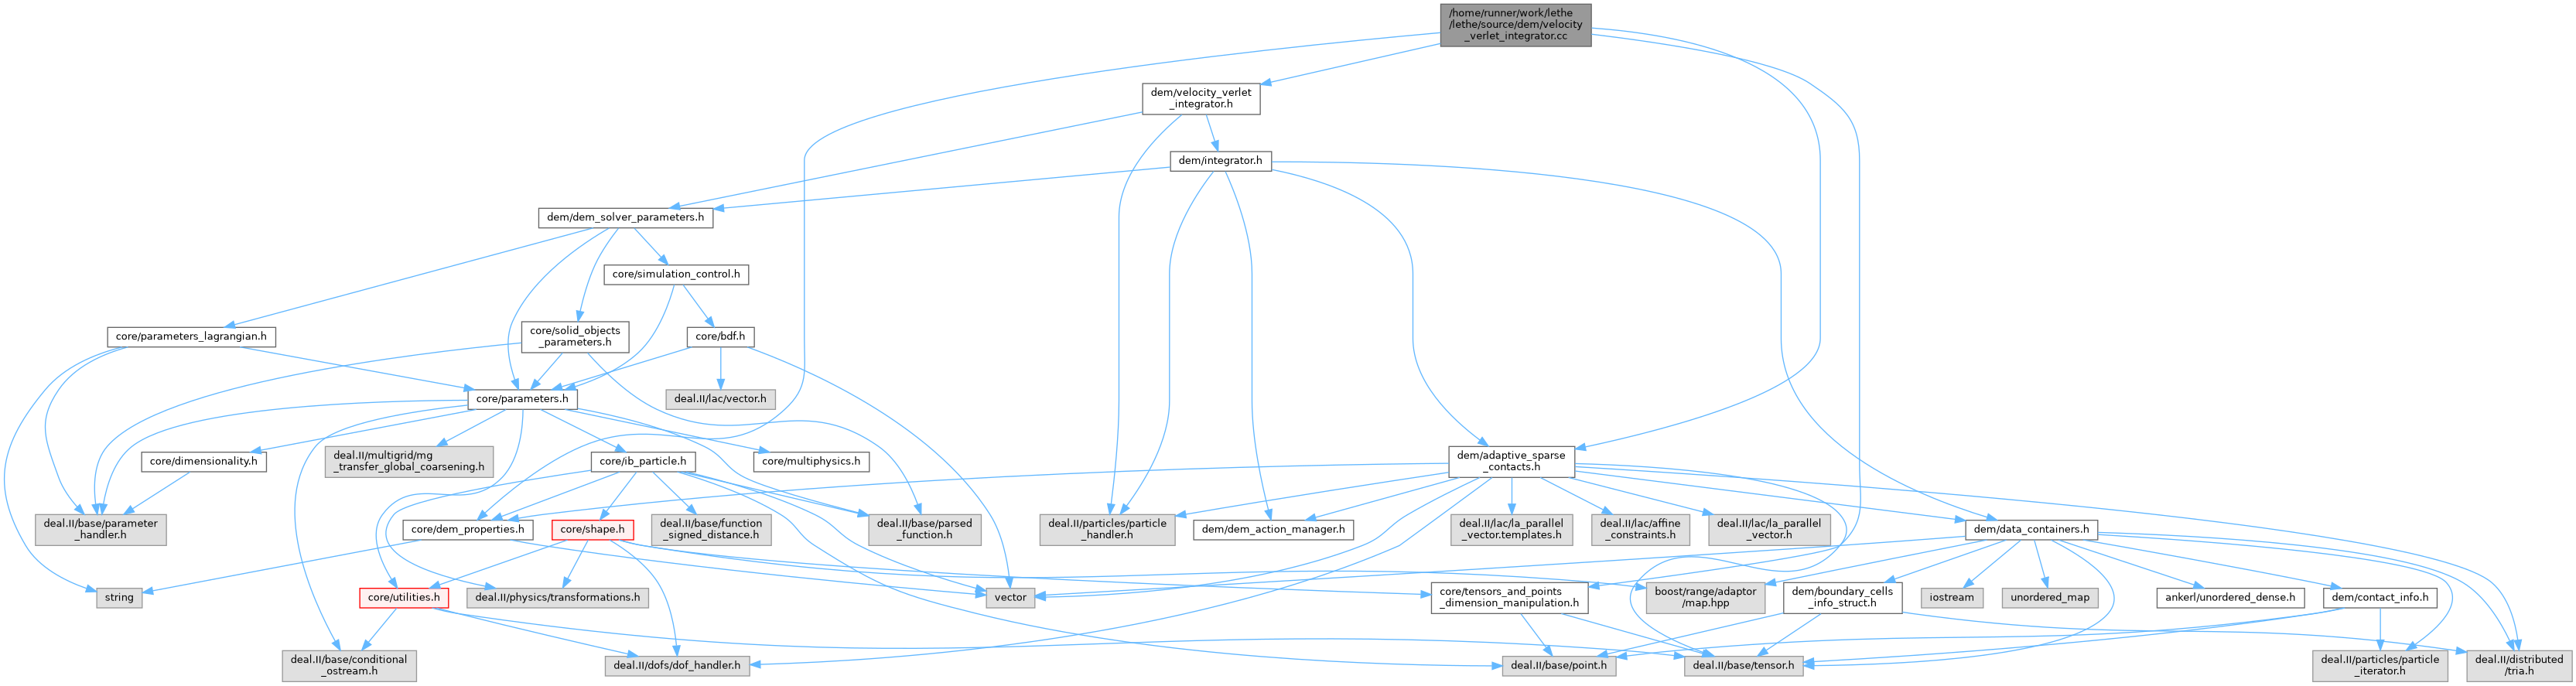 /home/runner/work/lethe
/lethe/source/dem/velocity
_verlet_integrator.cc
dem/velocity_verlet
_integrator.h
dem/integrator.h
dem/dem_solver_parameters.h
core/simulation_control.h
core/parameters_lagrangian.h
core/solid_objects
_parameters.h
core/bdf.h
core/parameters.h
deal.II/lac/vector.h
core/dimensionality.h
deal.II/multigrid/mg
_transfer_global_coarsening.h
core/ib_particle.h
core/multiphysics.h
dem/adaptive_sparse
_contacts.h
deal.II/base/parameter
_handler.h
core/dem_properties.h
core/shape.h
deal.II/base/function
_signed_distance.h
deal.II/base/parsed
_function.h
deal.II/particles/particle
_handler.h
dem/dem_action_manager.h
deal.II/lac/la_parallel
_vector.templates.h
deal.II/lac/affine
_constraints.h
deal.II/lac/la_parallel
_vector.h
dem/data_containers.h
string
core/utilities.h
deal.II/physics/transformations.h
vector
core/tensors_and_points
_dimension_manipulation.h
boost/range/adaptor
/map.hpp
dem/boundary_cells
_info_struct.h
iostream
unordered_map
ankerl/unordered_dense.h
dem/contact_info.h
deal.II/base/conditional
_ostream.h
deal.II/dofs/dof_handler.h
deal.II/base/point.h
deal.II/base/tensor.h
deal.II/particles/particle
_iterator.h
deal.II/distributed
/tria.h